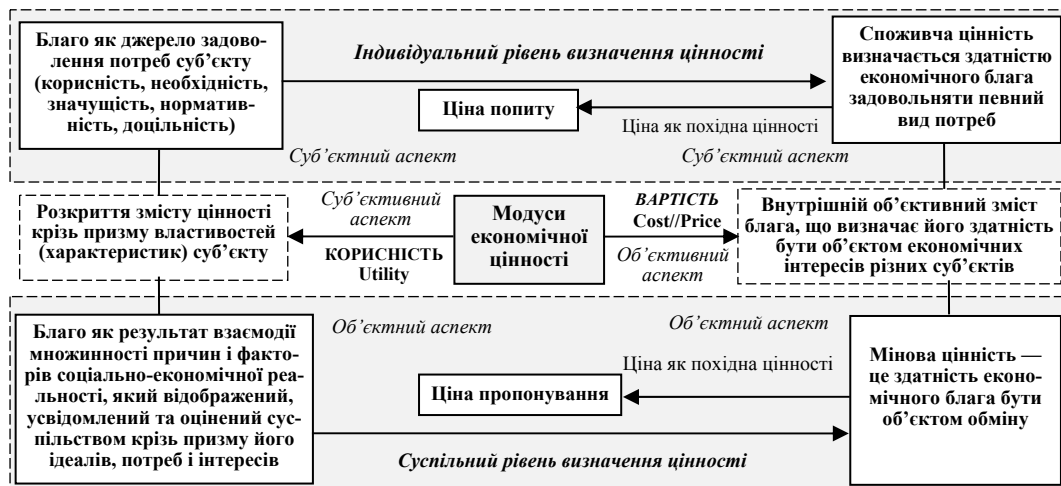 Благо як джерело задово-
лення потреб суб’єкту
(корисність, необхідність,
значущість, норматив-
ність, доцільність)
Індивідуальний рівень визначення цінності
Ціна попиту
Ціна як похідна цінності
Споживча цінність
визначається здатністю
економічного блага
задовольняти певний
вид потреб
Суб’єктний аспект
Суб’єктний аспект
Розкриття змісту цінності
крізь призму властивостей
(характеристик) суб’єкту
Суб’єктивний
аспект
КОРИСНІСТЬ
Utility
Модуси
економічної
цінності
ВАРТІСТЬ
Cost//Price
Об’єктивний
аспект
Внутрішній об’єктивний зміст
блага, що визначає його здатність
бути об’єктом економічних
інтересів різних суб’єктів
Благо як результат взаємодії
множинності причин і факто-
рів соціально-економічної реа-
льності, який відображений,
усвідомлений та оцінений сус-
пільством крізь призму його
ідеалів, потреб і інтересів
Об’єктний аспект
Об’єктний аспект
Ціна як похідна цінності
Ціна пропонування
Мінова цінність —
це здатність еконо-
мічного блага бути
об’єктом обміну
Суспільний рівень визначення цінності